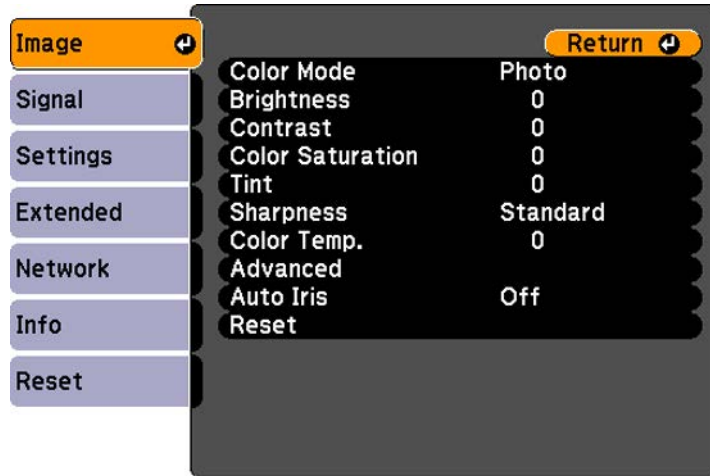 Image
Signal
Settings
Extended
Network
Info
Reset
Return
Color Mode Photo
Brightness 0
Contrast 0
Color Saturation 0
Tint 0
Sharpness Standard
Color Temp. 0
Advanced
Auto Iris Off
Reset